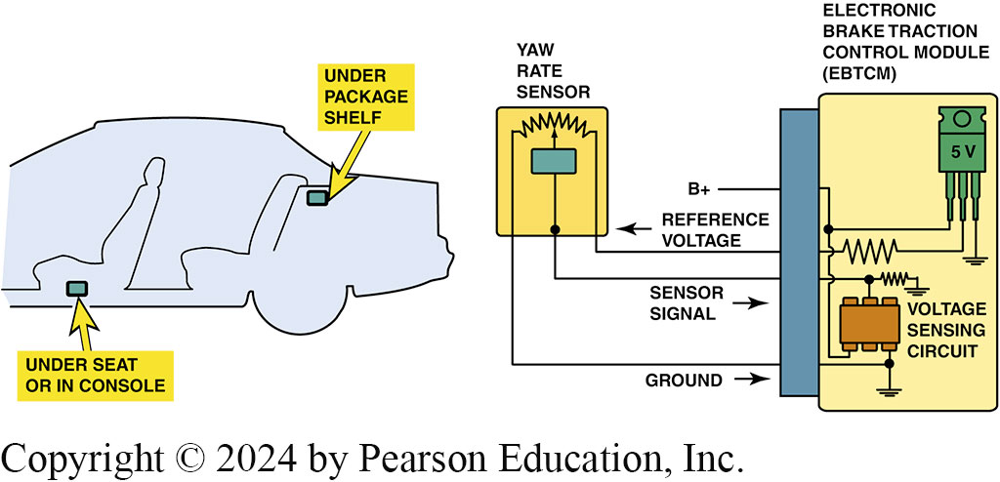 UNDER
PACKAGE
SHELF
UNDER SEAT
OR IN CONSOLE
YAW
RATE
SENSOR
ELECTRONIC
BRAKE TRACTION
CONTROL MODULE
(EBTCM)
5 V
B+
REFERENCE
VOLTAGE
SENSOR
SIGNAL
VOLTAGE
SENSING
CIRCUIT
GROUND
Copyright © 2024 by Pearson Education, Inc.